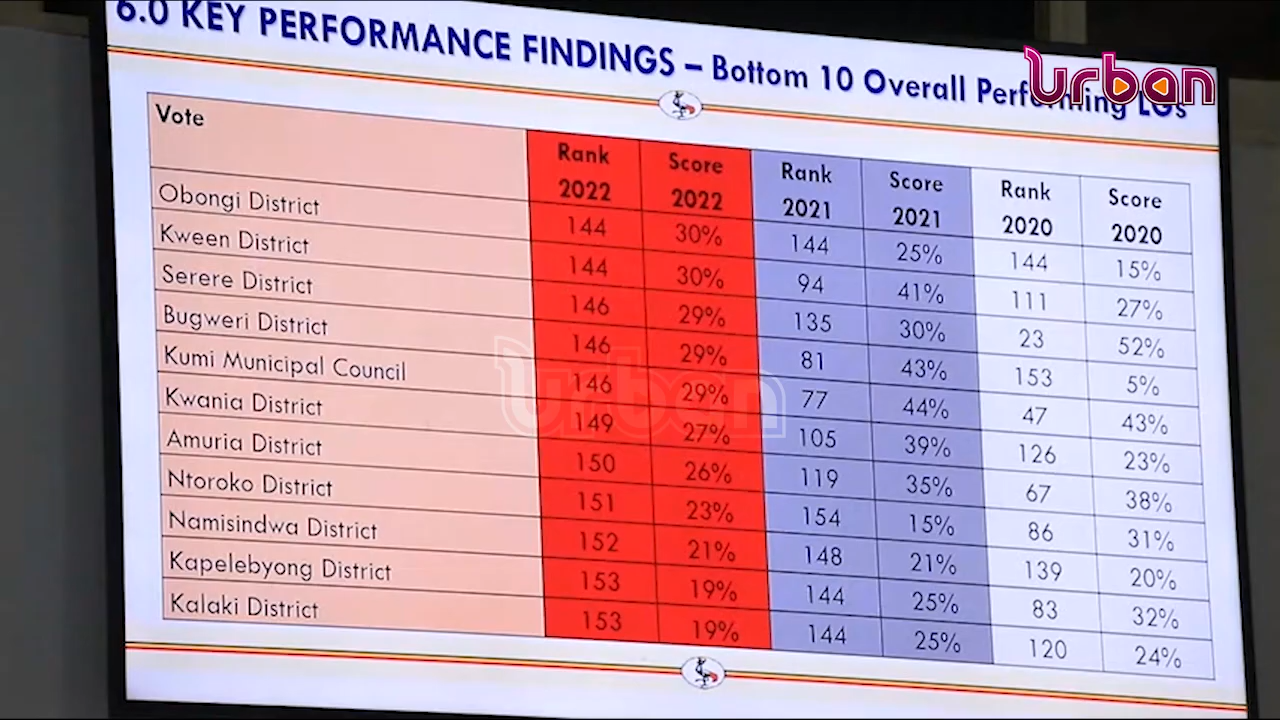 6.0 KEY PERFORMANCE FINDINGS – Bottom 10 Overall Performing LGs
urban
Vote Rank 2022 Score 2022 Rank 2021 Score 2021 Rank 2020 Score 2020
Obongi District 144 30% 144 25% 144 15%
Kween District 144 30% 94 41% 111 27%
Serere District 146 29% 135 30% 23 52%
Bugweri District 146 29% 81 43% 153 5%
Kumi Municipal Council 146 29% 77 44% 47 43%
Kwania District 149 27% 105 39% 126 23%
Amuria District 150 26% 119 35% 67 38%
Ntoroko District 151 23% 154 15% 86 31%
Namisindwa District 152 21% 148 21% 139 20%
Kapelebyong District 153 19% 144 25% 83 32%
Kalaki District 153 19% 144 25% 120 24%
urban